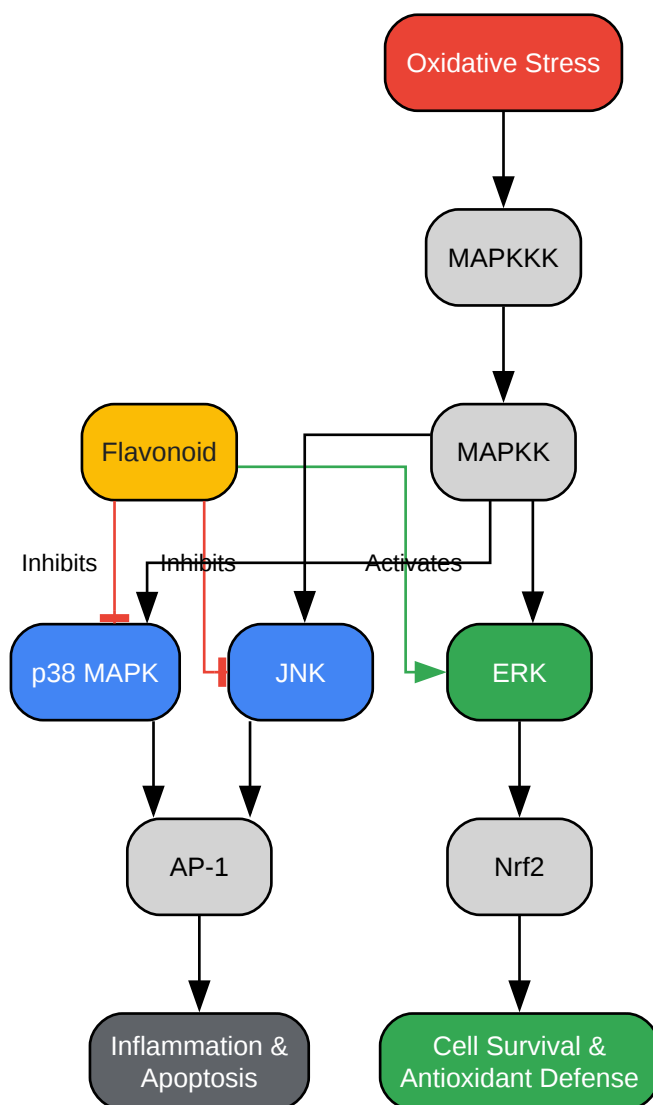 Oxidative Stress
MAPKKK
Flavonoid
MAPKK
Inhibits
Inhibits
Activates
p38 MAPK
JNK
ERK
AP-1
Nrf2
Inflammation &
Apoptosis
Cell Survival &
Antioxidant Defense